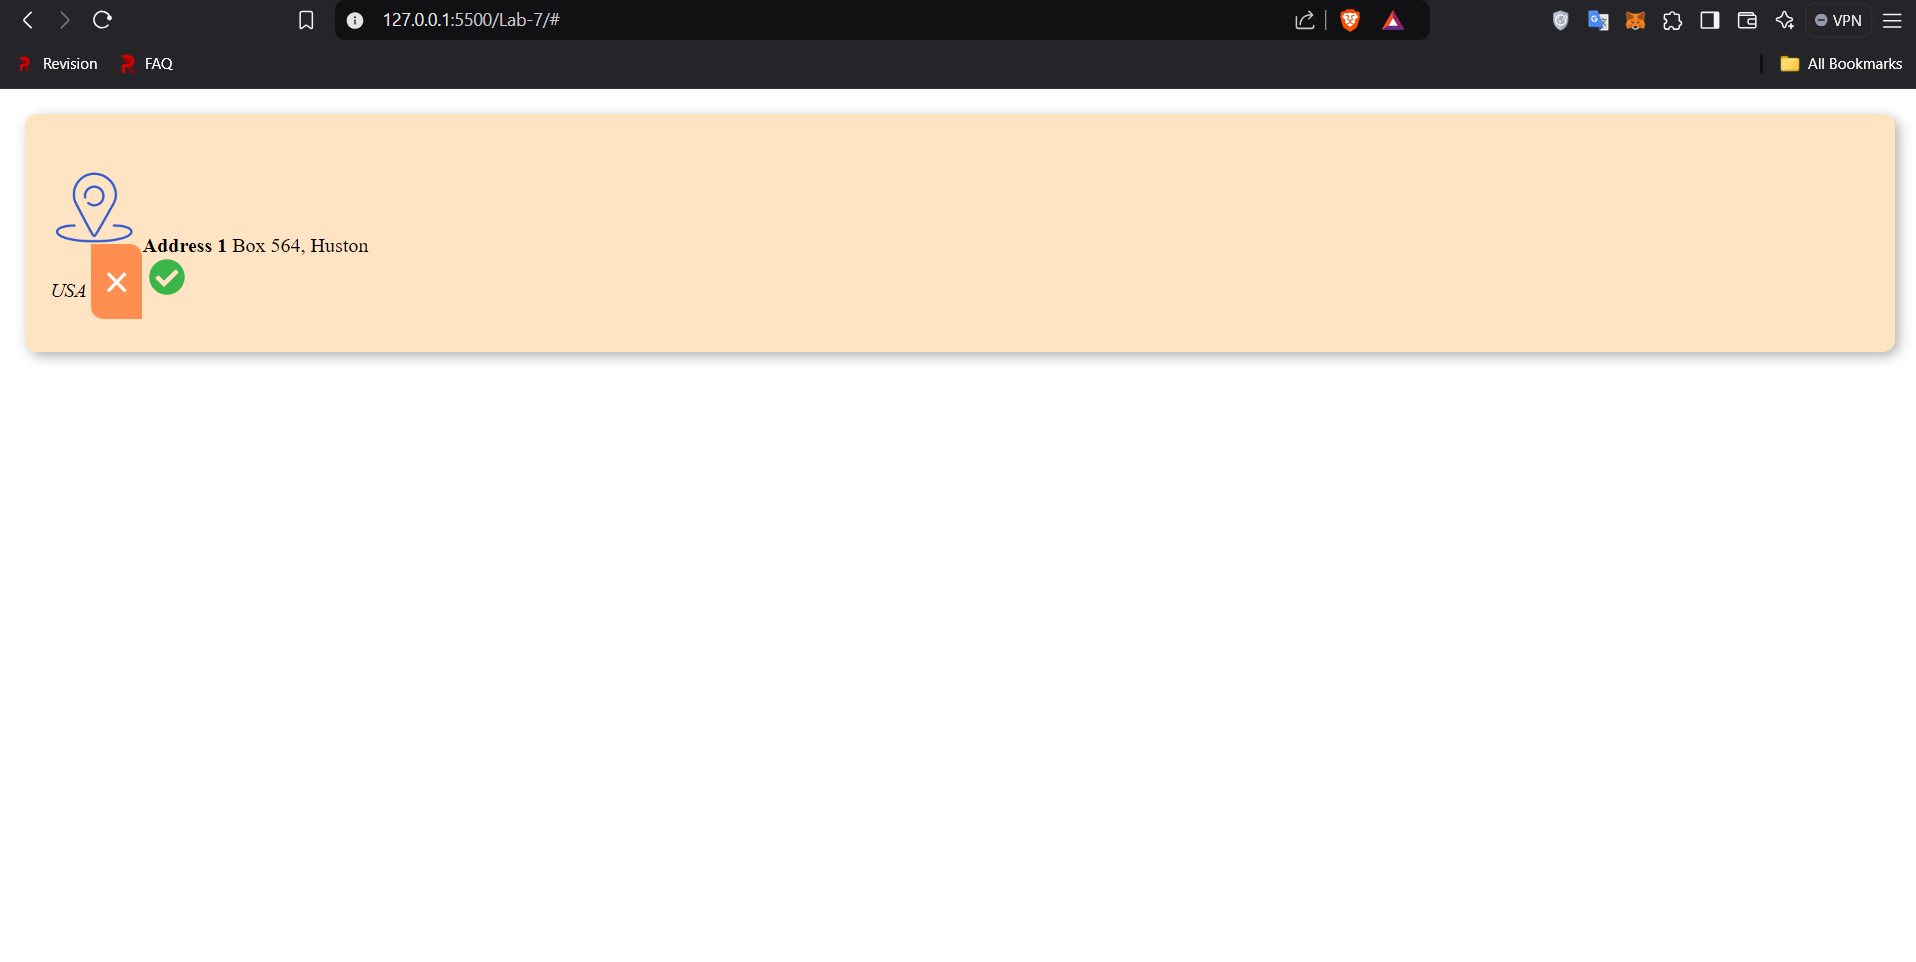 127.0.0.1:5500/Lab-7/#
VPN
Revision
FAQ
All Bookmarks
Address 1 Box 564, Huston
USA